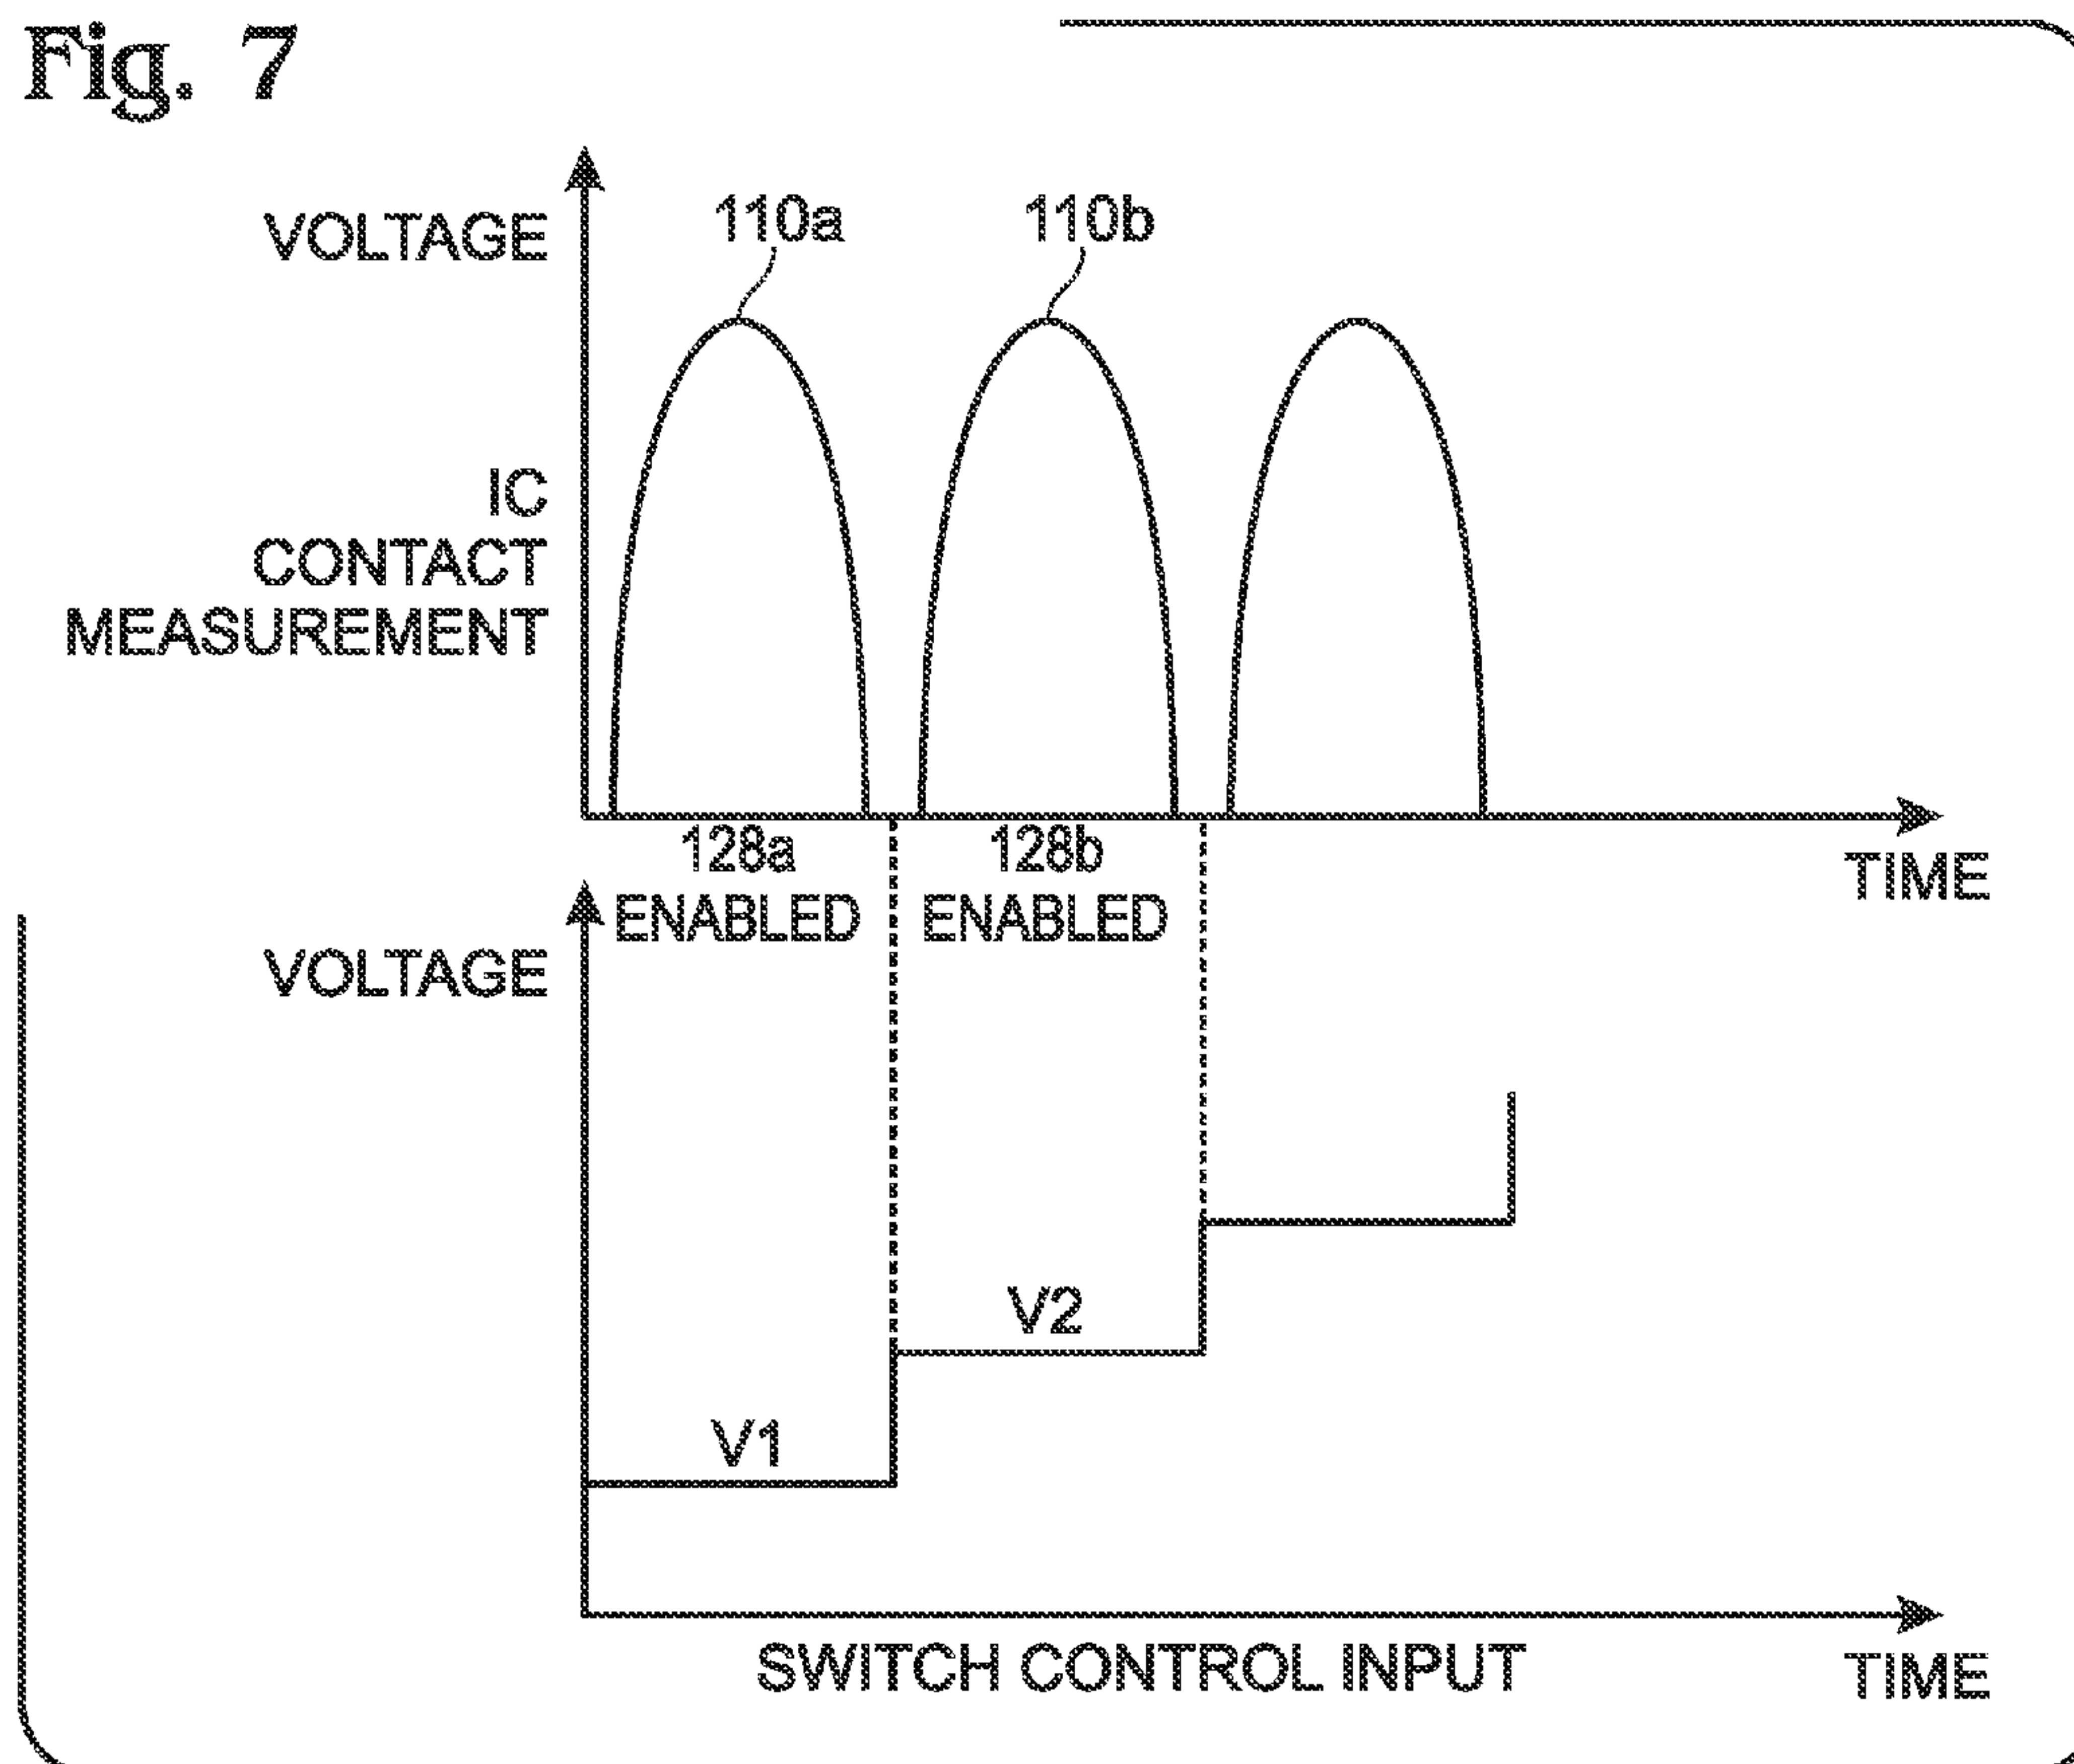 Fig. 7
VOLTAGE
110a
110b
IC
CONTACT
MEASUREMENT
128a
ENABLED
128b
ENABLED
TIME
VOLTAGE
V2
V1
SWITCH CONTROL INPUT
TIME